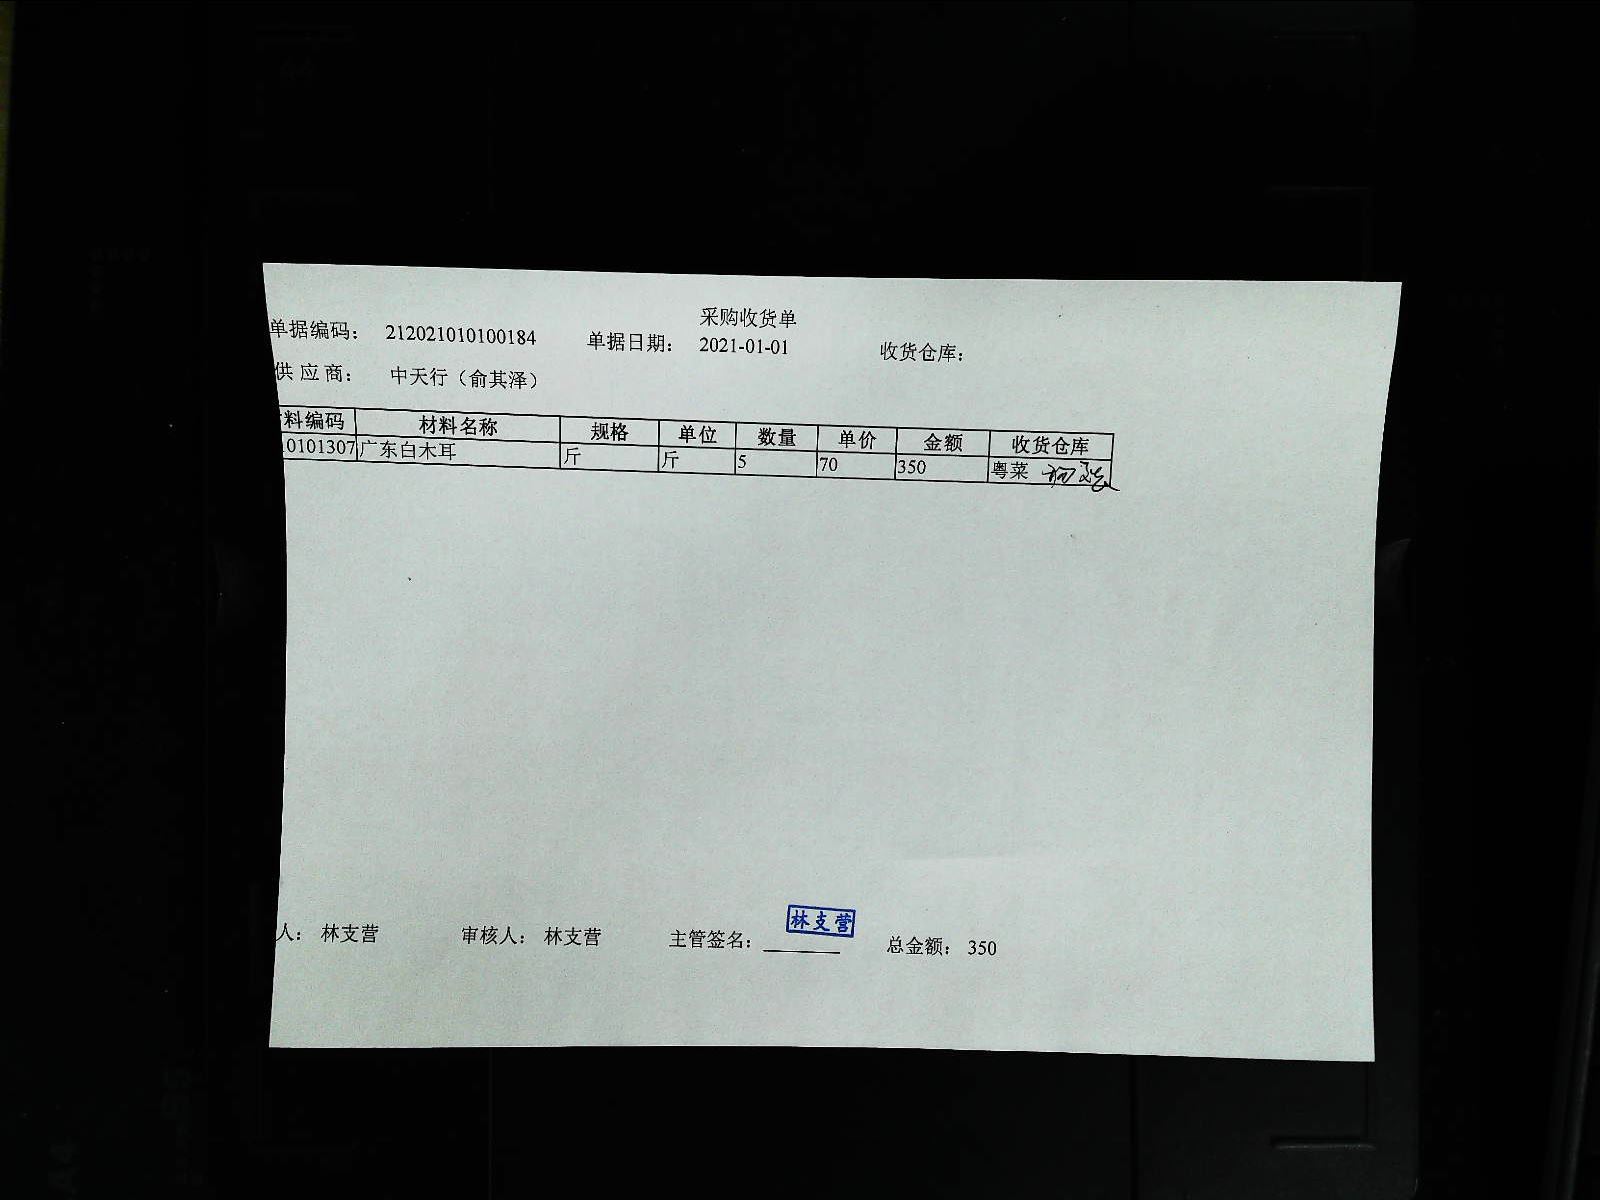 采购收货单
单据编码： 212021010100184 单据日期： 2021-01-01 收货仓库：
供应商： 中天行（俞其泽）
料编码 材料名称 规格 单位 数量 单价 金额 收货仓库
10101307 广东白木耳 斤 斤 5 70 350 粤菜
人： 林支营 审核人： 林支营 主管签名： 林支营 总金额： 350